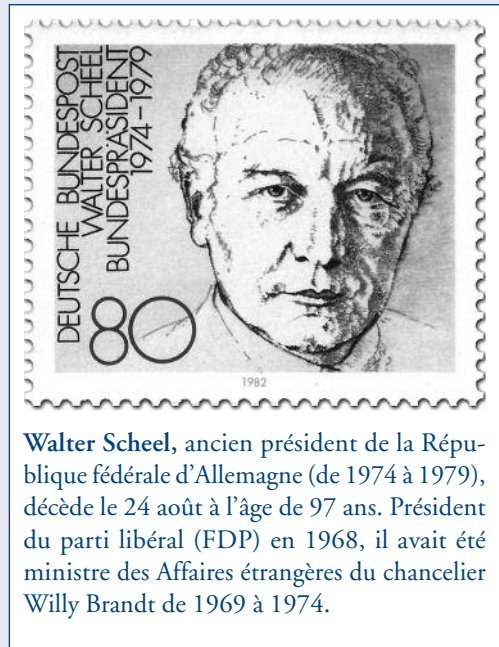 DEUTSCHE BUNDESPOST
WALTER SCHEEL
BUNDESPRÄSIDENT
1974–1979
80
1982
Walter Scheel, ancien président de la Répu-
blique fédérale d’Allemagne (de 1974 à 1979),
décède le 24 août à l’âge de 97 ans. Président
du parti libéral (FDP) en 1968, il avait été
ministre des Affaires étrangères du chancelier
Willy Brandt de 1969 à 1974.